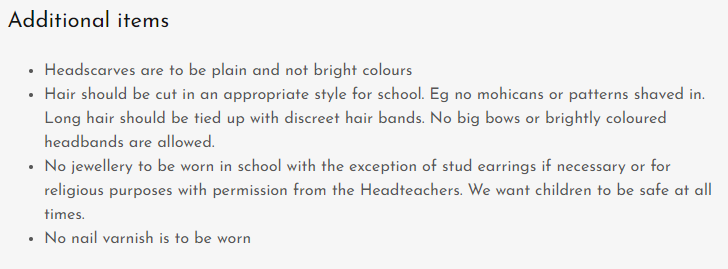 Additional items
• Headscarves are to be plain and not bright colours
• Hair should be cut in an appropriate style for school. Eg no mohicans or patterns shaved in.
Long hair should be tied up with discreet hair bands. No big bows or brightly coloured
headbands are allowed.
• No jewellery to be worn in school with the exception of stud earrings if necessary or for
religious purposes with permission from the Headteachers. We want children to be safe at all
times.
• No nail varnish is to be worn